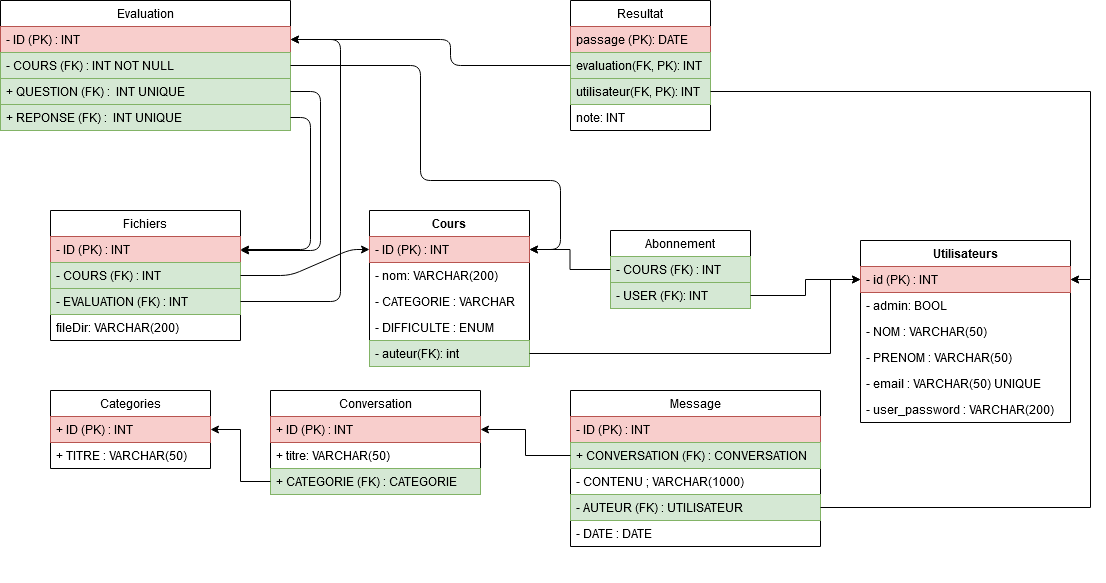 Evaluation
- ID (PK) : INT
- COURS (FK) : INT NOT NULL
+ QUESTION (FK) :  INT UNIQUE
+ REPONSE (FK) :  INT UNIQUE
Resultat
passage (PK): DATE
evaluation(FK, PK): INT
utilisateur(FK, PK): INT
note: INT
Fichiers
- ID (PK) : INT
- COURS (FK) : INT
- EVALUATION (FK) : INT
fileDir: VARCHAR(200)
Cours
- ID (PK) : INT
- nom: VARCHAR(200)
- CATEGORIE : VARCHAR
- DIFFICULTE : ENUM
- auteur(FK): int
Abonnement
- COURS (FK) : INT
- USER (FK): INT
Utilisateurs
- id (PK) : INT
- admin: BOOL
- NOM : VARCHAR(50)
- PRENOM : VARCHAR(50)
- email : VARCHAR(50) UNIQUE
- user_password : VARCHAR(200)
Categories
+ ID (PK) : INT
+ TITRE : VARCHAR(50)
Conversation
+ ID (PK) : INT
+ titre: VARCHAR(50)
+ CATEGORIE (FK) : CATEGORIE
Message
- ID (PK) : INT
+ CONVERSATION (FK) : CONVERSATION
- CONTENU ; VARCHAR(1000)
- AUTEUR (FK) : UTILISATEUR
- DATE : DATE